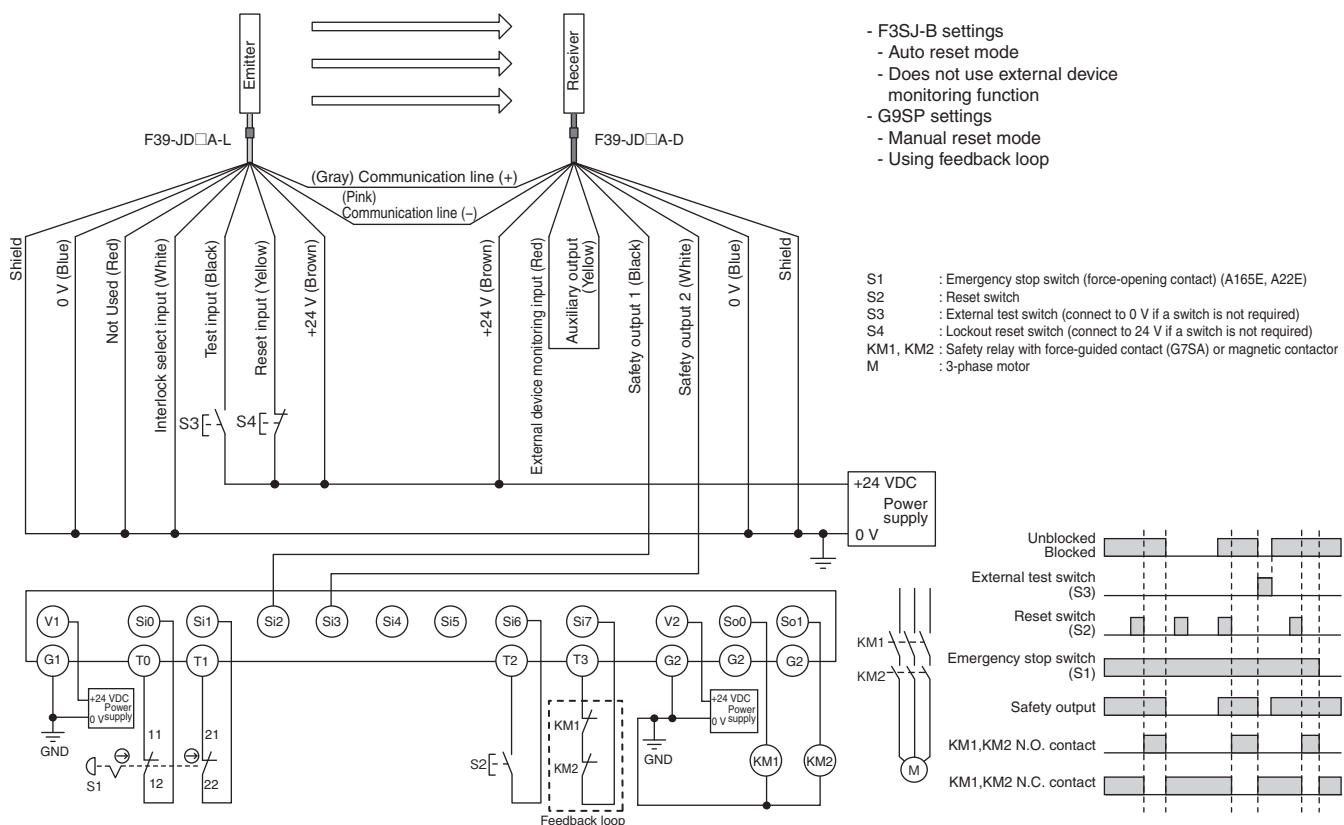 Emitter
Receiver
F39-JD□A-L
F39-JD□A-D
(Gray) Communication line (+)
(Pink)
Communication line (−)
Shield
0 V (Blue)
Not Used (Red)
Interlock select input (White)
Test input (Black)
Reset input (Yellow)
+24 V (Brown)
+24 V (Brown)
External device monitoring input (Red)
Auxiliary output
(Yellow)
Safety output 1 (Black)
Safety output 2 (White)
0 V (Blue)
Shield
S3
S4
+24 VDC
Power
supply
0 V
- F3SJ-B settings
- Auto reset mode
- Does not use external device
monitoring function
- G9SP settings
- Manual reset mode
- Using feedback loop
S1 : Emergency stop switch (force-opening contact) (A165E, A22E)
S2 : Reset switch
S3 : External test switch (connect to 0 V if a switch is not required)
S4 : Lockout reset switch (connect to 24 V if a switch is not required)
KM1, KM2 : Safety relay with force-guided contact (G7SA) or magnetic contactor
M : 3-phase motor
V1 Si0 Si1 Si2 Si3 Si4 Si5 Si6 Si7 V2 So0 So1
G1 T0 T1 T2 T3 G2 G2 G2
+24 VDC
Power
0 V supply
GND
11
21
12
22
S1
S2
KM1
KM2
Feedback loop
+24 VDC
Power
0 V supply
GND
KM1
KM2
KM1
KM2
M
Unblocked
Blocked
External test switch
(S3)
Reset switch
(S2)
Emergency stop switch
(S1)
Safety output
KM1,KM2 N.O. contact
KM1,KM2 N.C. contact